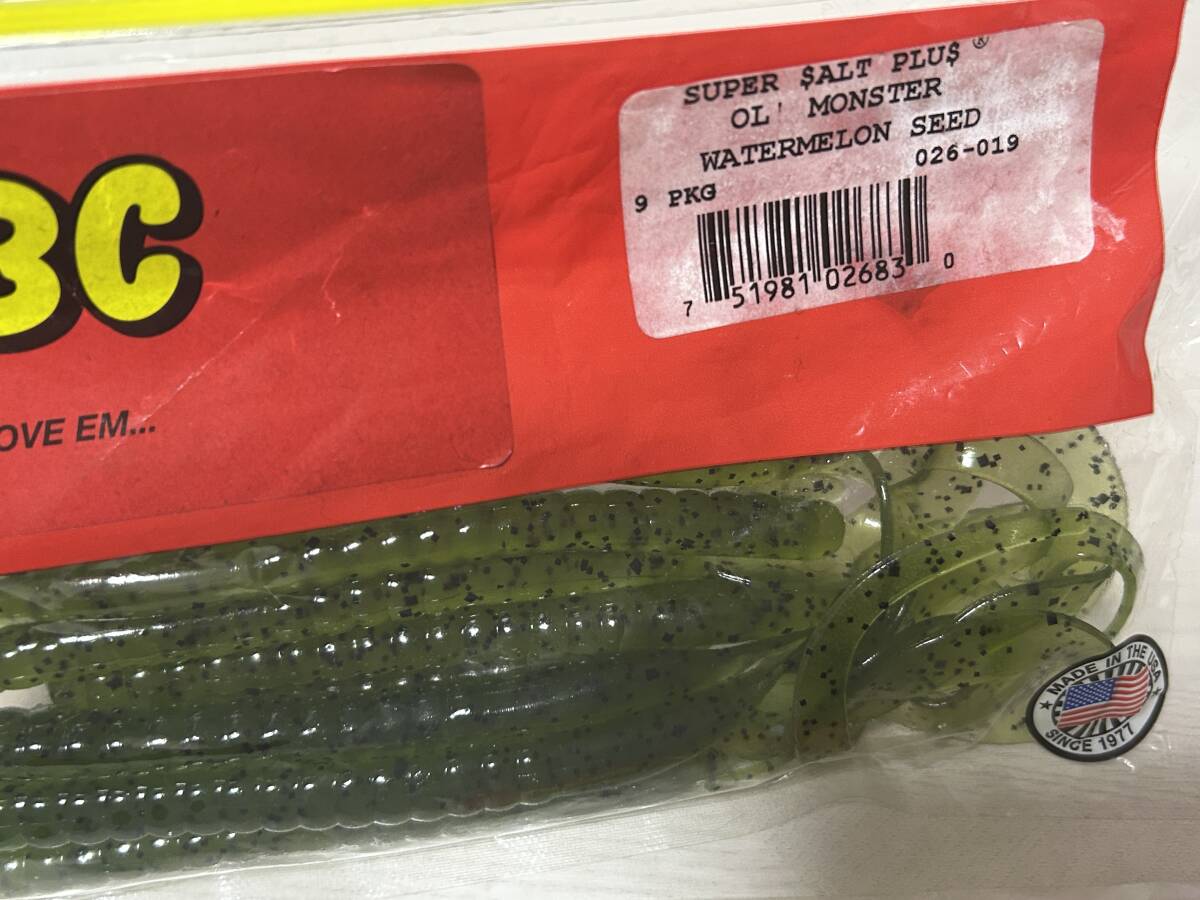 BC
OVE EM...
SUPER $ALT PLU$ ®
OL' MONSTER
WATERMELON SEED
026-019
9 PKG
7 51981 02683 0
MADE IN THE USA
SINCE 1977